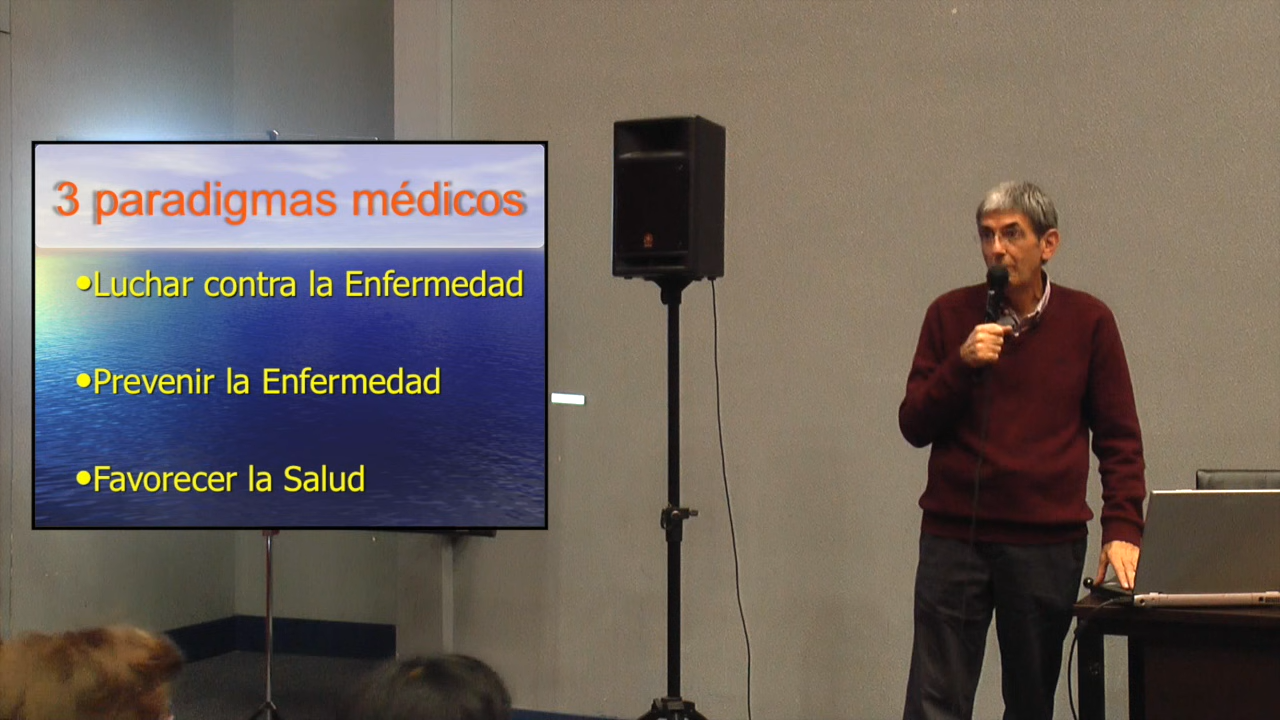 3 paradigmas médicos
•Luchar contra la Enfermedad
•Prevenir la Enfermedad
•Favorecer la Salud